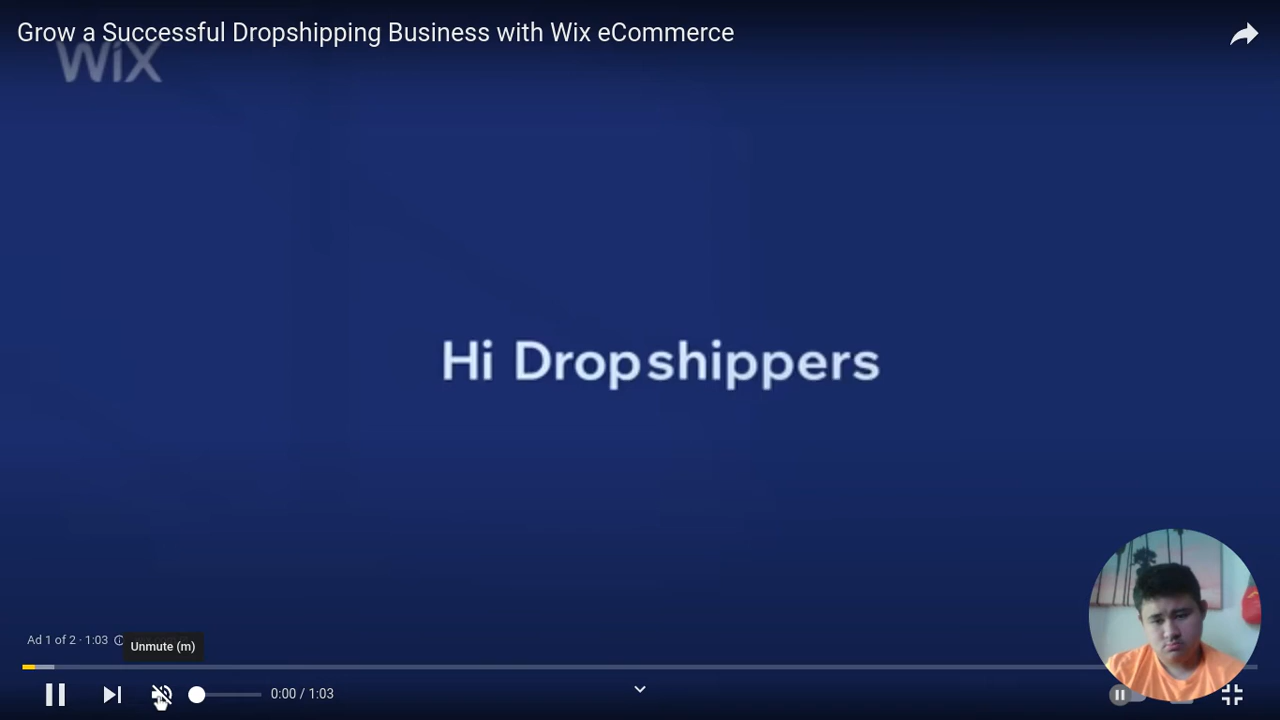 Grow a Successful Dropshipping Business with Wix eCommerce
WiX
Hi Dropshippers
Ad 1 of 2 · 1:03
Unmute (m)
0:00 / 1:03